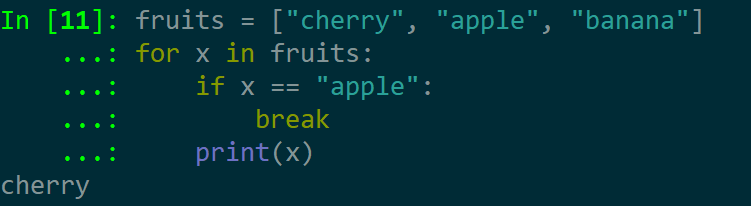 In [11]: fruits = ["cherry", "apple", "banana"]
    ...: for x in fruits:
    ...:     if x == "apple":
    ...:         break
    ...:     print(x)
cherry